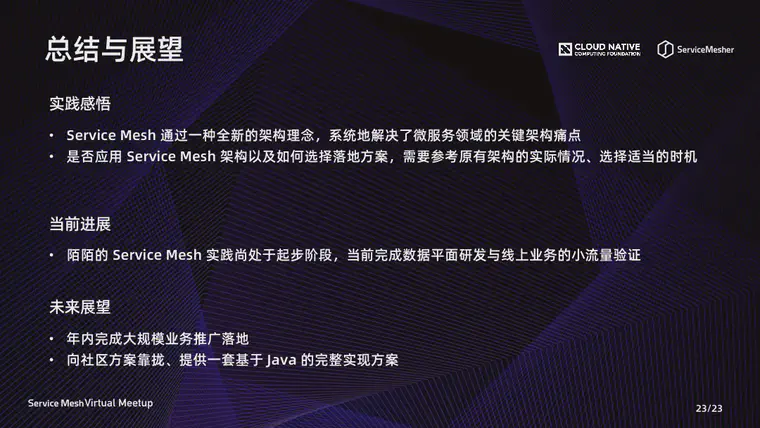 总结与展望
CLOUD NATIVE
COMPUTING FOUNDATION
ServiceMesher
实践感悟
• Service Mesh 通过一种全新的架构理念，系统地解决了微服务领域的关键架构痛点
• 是否应用 Service Mesh 架构以及如何选择落地方案，需要参考原有架构的实际情况、选择适当的时机
当前进展
• 陌陌的 Service Mesh 实践尚处于起步阶段，当前完成数据平面研发与线上业务的小流量验证
未来展望
• 年内完成大规模业务推广落地
• 向社区方案靠拢、提供一套基于 Java 的完整实现方案
Service Mesh Virtual Meetup
23/23